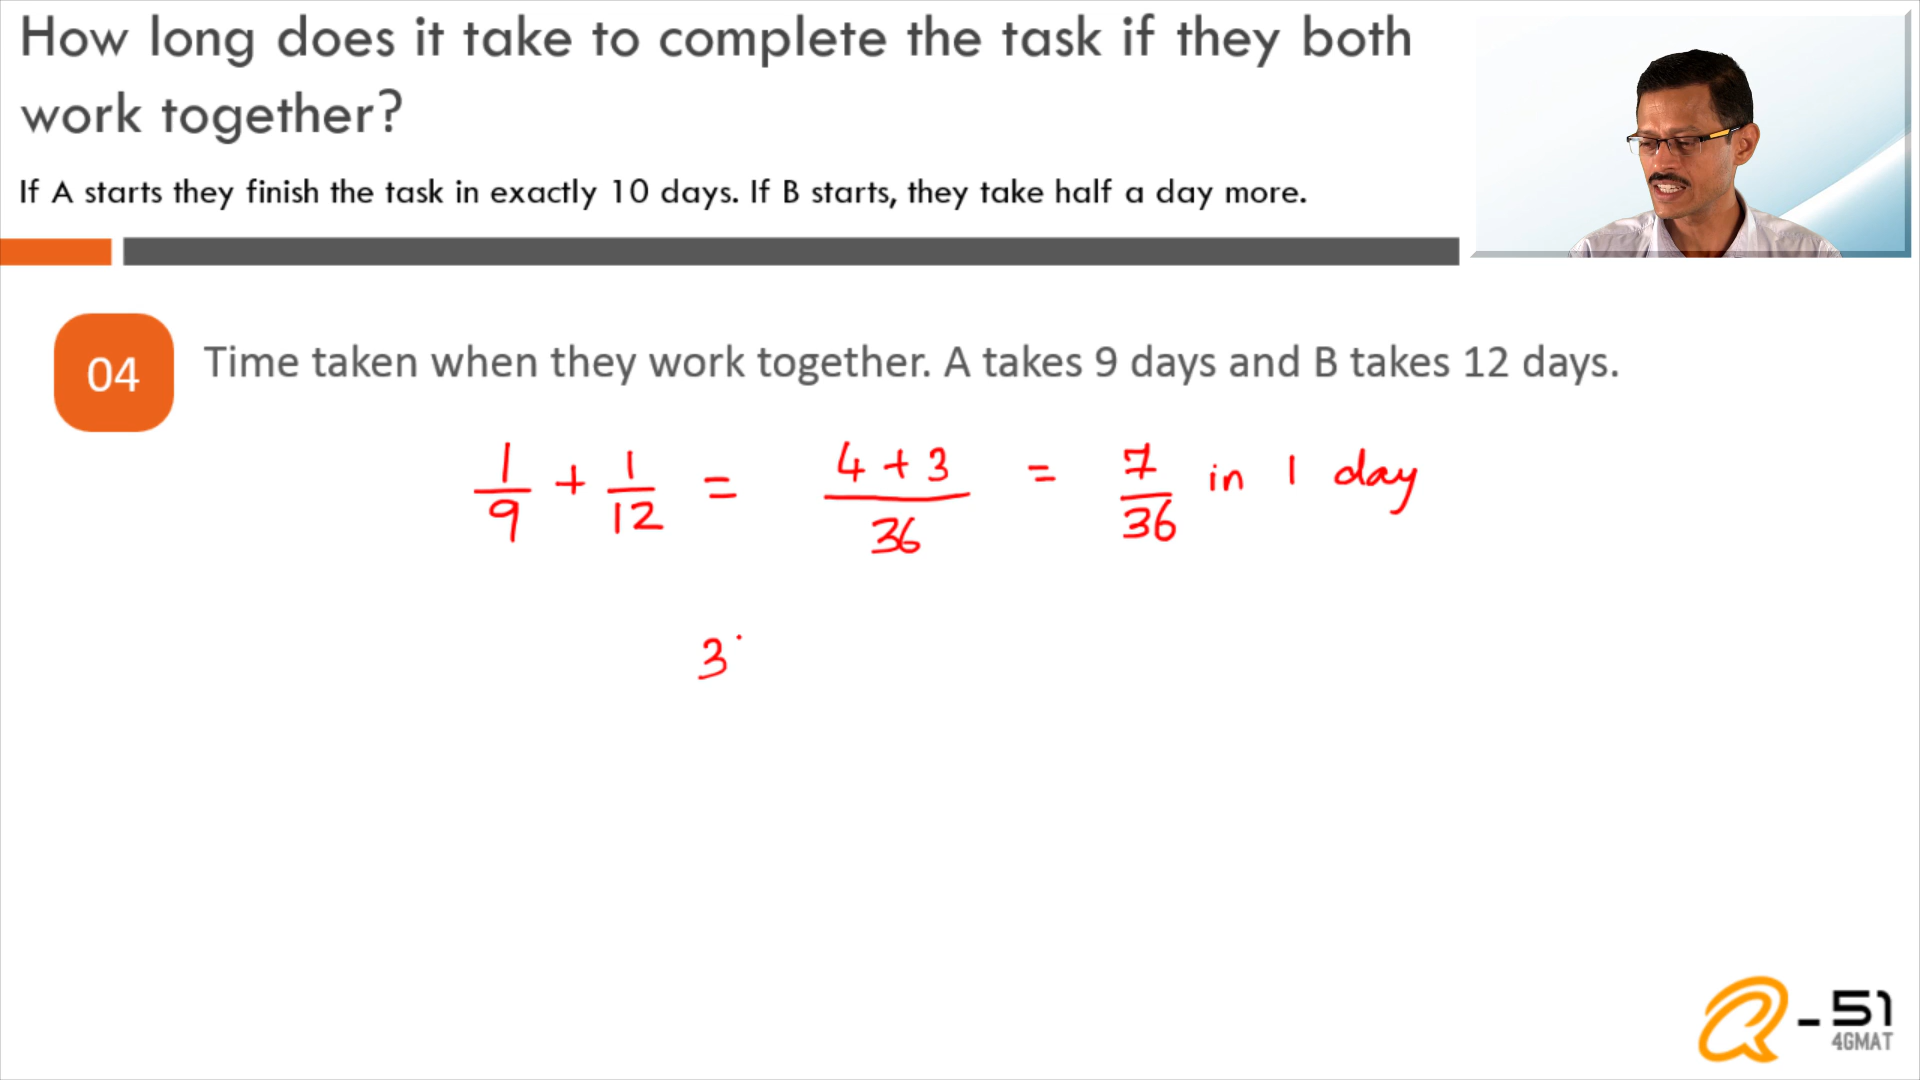 How long does it take to complete the task if they both
work together?
If A starts they finish the task in exactly 10 days. If B starts, they take half a day more.
04
Time taken when they work together. A takes 9 days and B takes 12 days.
1/9 + 1/12 = (4 + 3)/36 = 7/36 in 1 day
3
Q-51
4GMAT